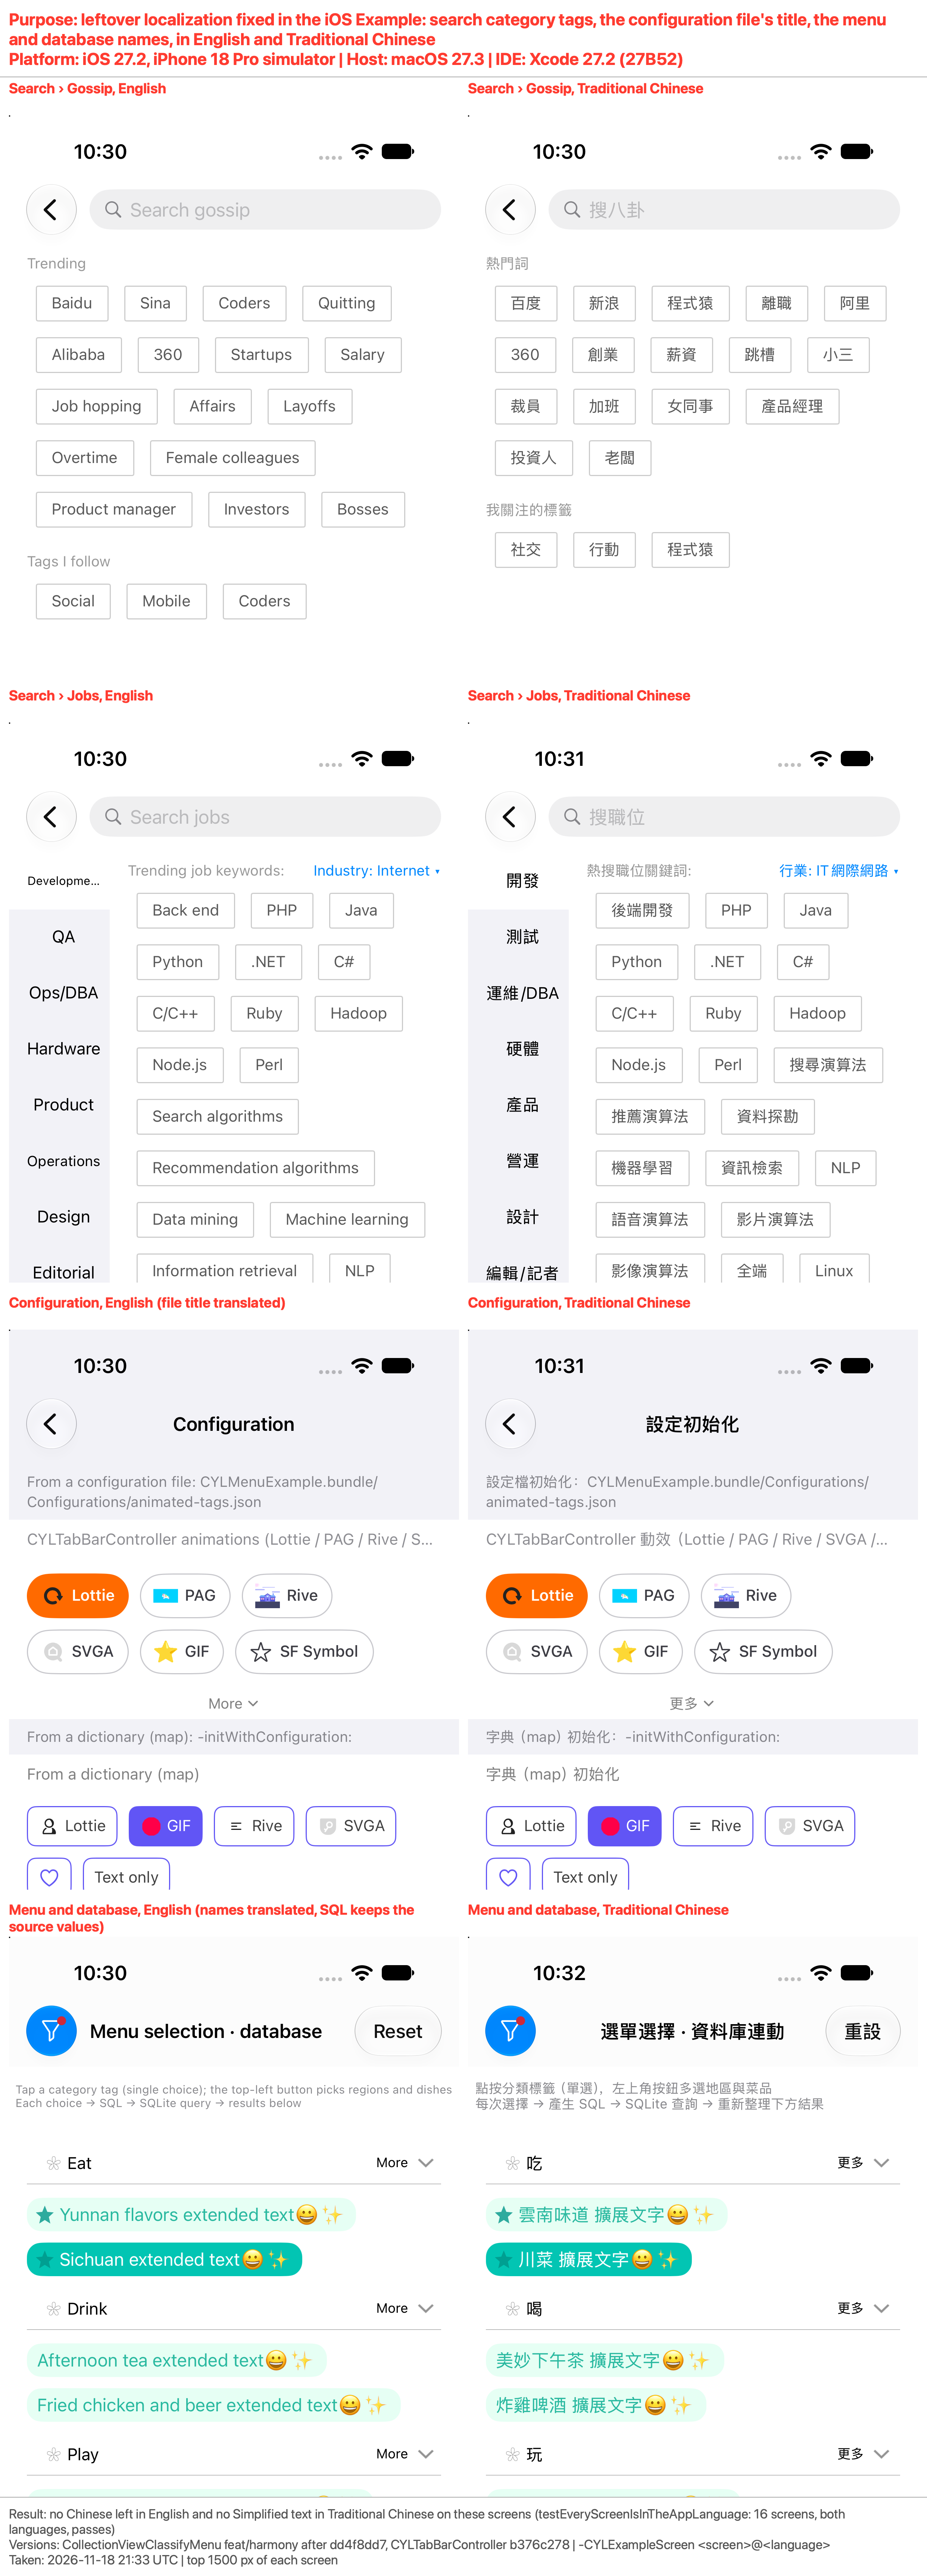 Purpose: leftover localization fixed in the iOS Example: search category tags, the configuration file's title, the menu
and database names, in English and Traditional Chinese
Platform: iOS 27.2, iPhone 18 Pro simulator | Host: macOS 27.3 | IDE: Xcode 27.2 (27B52)
Search › Gossip, English
10:30
Search gossip
Trending
Baidu Sina Coders Quitting
Alibaba 360 Startups Salary
Job hopping Affairs Layoffs
Overtime Female colleagues
Product manager Investors Bosses
Tags I follow
Social Mobile Coders
Search › Gossip, Traditional Chinese
10:30
搜八卦
熱門詞
百度 新浪 程式猿 離職 阿里
360 創業 薪資 跳槽 小三
裁員 加班 女同事 產品經理
投資人 老闆
我關注的標籤
社交 行動 程式猿
Search › Jobs, English
10:30
Search jobs
Developme...
QA
Ops/DBA
Hardware
Product
Operations
Design
Editorial
Trending job keywords: Industry: Internet ▾
Back end PHP Java
Python .NET C#
C/C++ Ruby Hadoop
Node.js Perl
Search algorithms
Recommendation algorithms
Data mining Machine learning
Information retrieval NLP
Search › Jobs, Traditional Chinese
10:31
搜職位
開發
測試
運維/DBA
硬體
產品
營運
設計
編輯/記者
熱搜職位關鍵詞: 行業: IT網際網路 ▾
後端開發 PHP Java
Python .NET C#
C/C++ Ruby Hadoop
Node.js Perl 搜尋演算法
推薦演算法 資料探勘
機器學習 資訊檢索 NLP
語音演算法 影片演算法
影像演算法 全端 Linux
Configuration, English (file title translated)
10:30
Configuration
From a configuration file: CYLMenuExample.bundle/
Configurations/animated-tags.json
CYLTabBarController animations (Lottie / PAG / Rive / S...
Lottie PAG Rive
SVGA GIF SF Symbol
More
From a dictionary (map): -initWithConfiguration:
From a dictionary (map)
Lottie GIF Rive SVGA
Text only
Configuration, Traditional Chinese
10:31
設定初始化
設定檔初始化：CYLMenuExample.bundle/Configurations/
animated-tags.json
CYLTabBarController 動效（Lottie / PAG / Rive / SVGA /...
Lottie PAG Rive
SVGA GIF SF Symbol
更多
字典（map）初始化：-initWithConfiguration:
字典（map）初始化
Lottie GIF Rive SVGA
Text only
Menu and database, English (names translated, SQL keeps the
source values)
10:30
Menu selection · database Reset
Tap a category tag (single choice); the top-left button picks regions and dishes
Each choice → SQL → SQLite query → results below
Eat More
Yunnan flavors extended text😀✨
Sichuan extended text😀✨
Drink More
Afternoon tea extended text😀✨
Fried chicken and beer extended text😀✨
Play More
Menu and database, Traditional Chinese
10:32
選單選擇 · 資料庫連動 重設
點按分類標籤（單選），左上角按鈕多選地區與菜品
每次選擇 → 產生 SQL → SQLite 查詢 → 重新整理下方結果
吃 更多
雲南味道 擴展文字😀✨
川菜 擴展文字😀✨
喝 更多
美妙下午茶 擴展文字😀✨
炸雞啤酒 擴展文字😀✨
玩 更多
Result: no Chinese left in English and no Simplified text in Traditional Chinese on these screens (testEveryScreenIsInTheAppLanguage: 16 screens, both
languages, passes)
Versions: CollectionViewClassifyMenu feat/harmony after dd4f8dd7, CYLTabBarController b376c278 | -CYLExampleScreen <screen>@<language>
Taken: 2026-11-18 21:33 UTC | top 1500 px of each screen